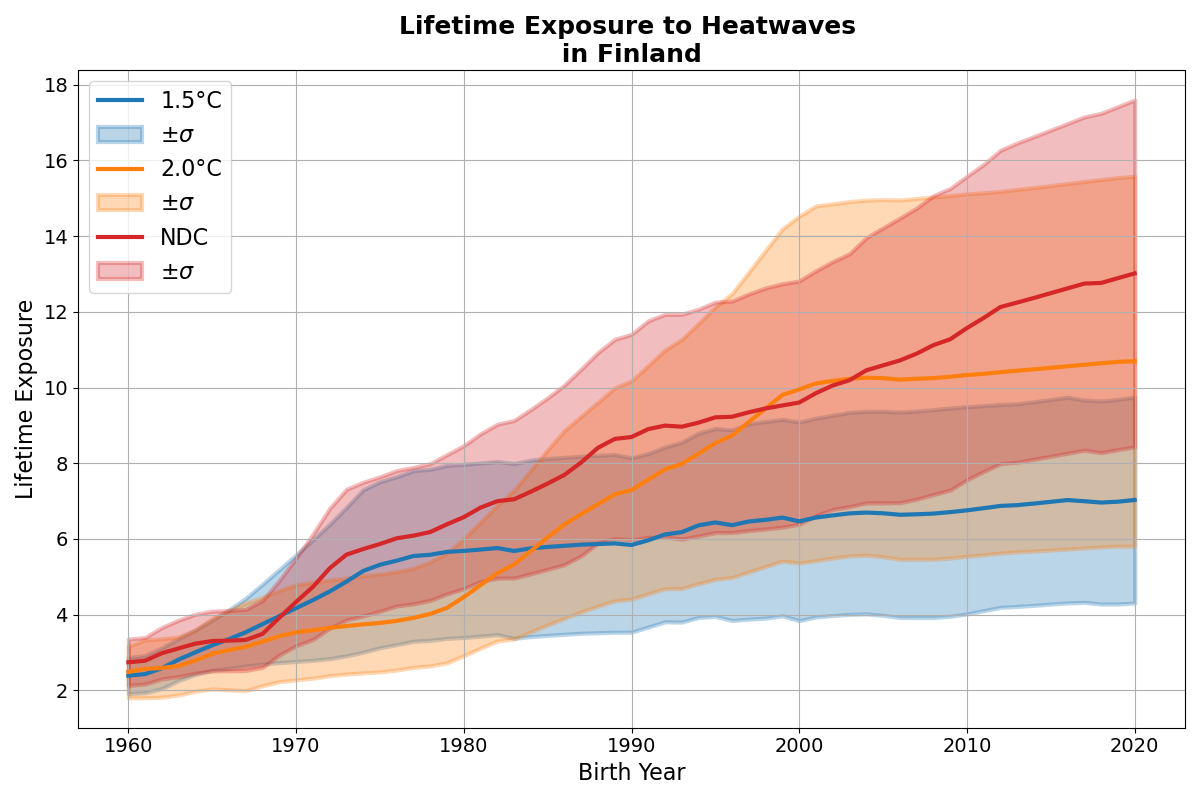 Lifetime Exposure to Heatwaves
in Finland
Lifetime Exposure
18
16
14
12
10
8
6
4
2
1.5°C
±σ
2.0°C
±σ
NDC
±σ
1960 1970 1980 1990 2000 2010 2020
Birth Year